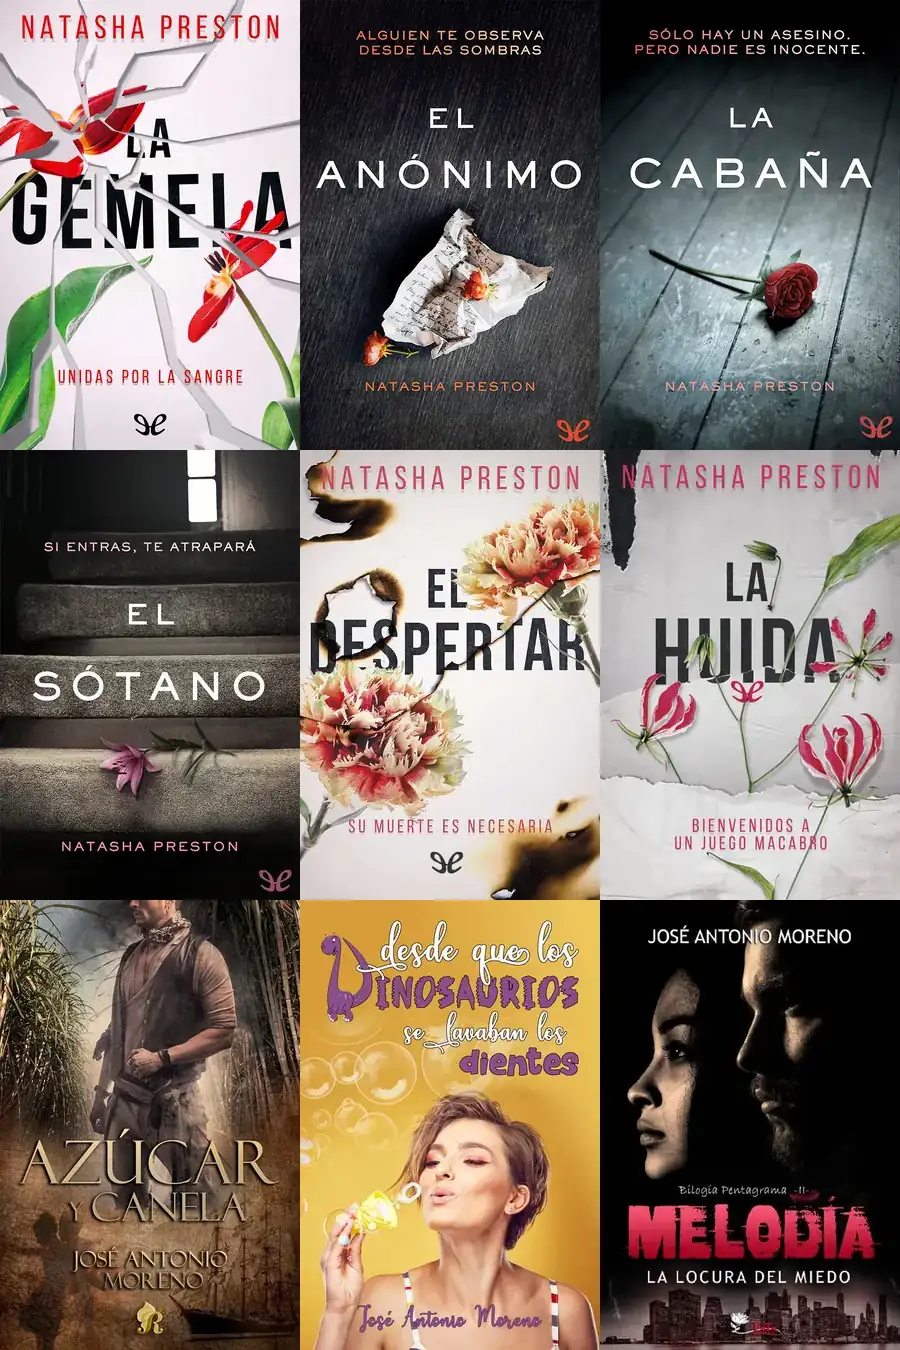 NATASHA PRESTON
LA
GEMELA
UNIDAS POR LA SANGRE
ALGUIEN TE OBSERVA
DESDE LAS SOMBRAS
EL
ANÓNIMO
NATASHA PRESTON
SÓLO HAY UN ASESINO.
PERO NADIE ES INOCENTE.
LA
CABAÑA
NATASHA PRESTON
SI ENTRAS, TE ATRAPARÁ
EL
SÓTANO
NATASHA PRESTON
NATASHA PRESTON
EL
DESPERTAR
SU MUERTE ES NECESARIA
NATASHA PRESTON
LA
HUIDA
BIENVENIDOS A
UN JUEGO MACABRO
AZÚCAR
Y CANELA
JOSÉ ANTONIO
MORENO
desde que los
DINOSAURIOS
se lavaban los
dientes
José Antonio Moreno
JOSÉ ANTONIO MORENO
Bilogía Pentagrama -II-
MELODÍA
LA LOCURA DEL MIEDO